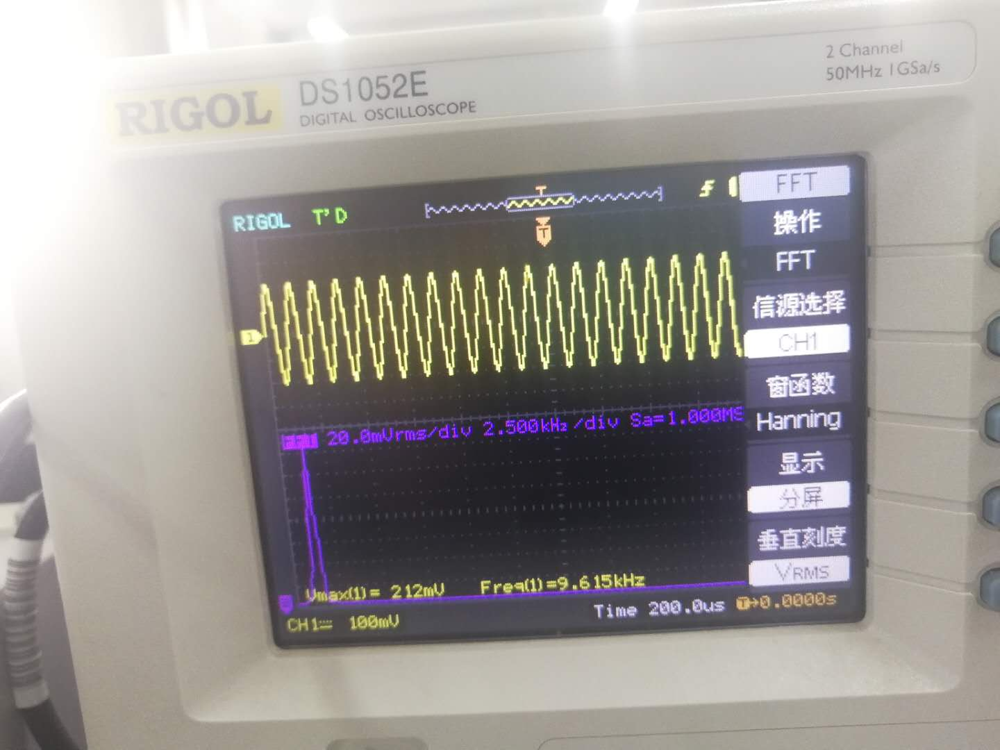 RIGOL
DS1052E
DIGITAL OSCILLOSCOPE
2 Channel
50MHz 1GSa/s
RIGOL T'D
T
T
1
20.0mVrms/div 2.500kHz/div Sa=1.000MS
Vmax(1)= 212mV Freq(1)=9.615kHz
CH1 100mV
Time 200.0us T→0.0000s
FFT
操作
FFT
信源选择
CH1
窗函数
Hanning
显示
分屏
垂直刻度
VRMS